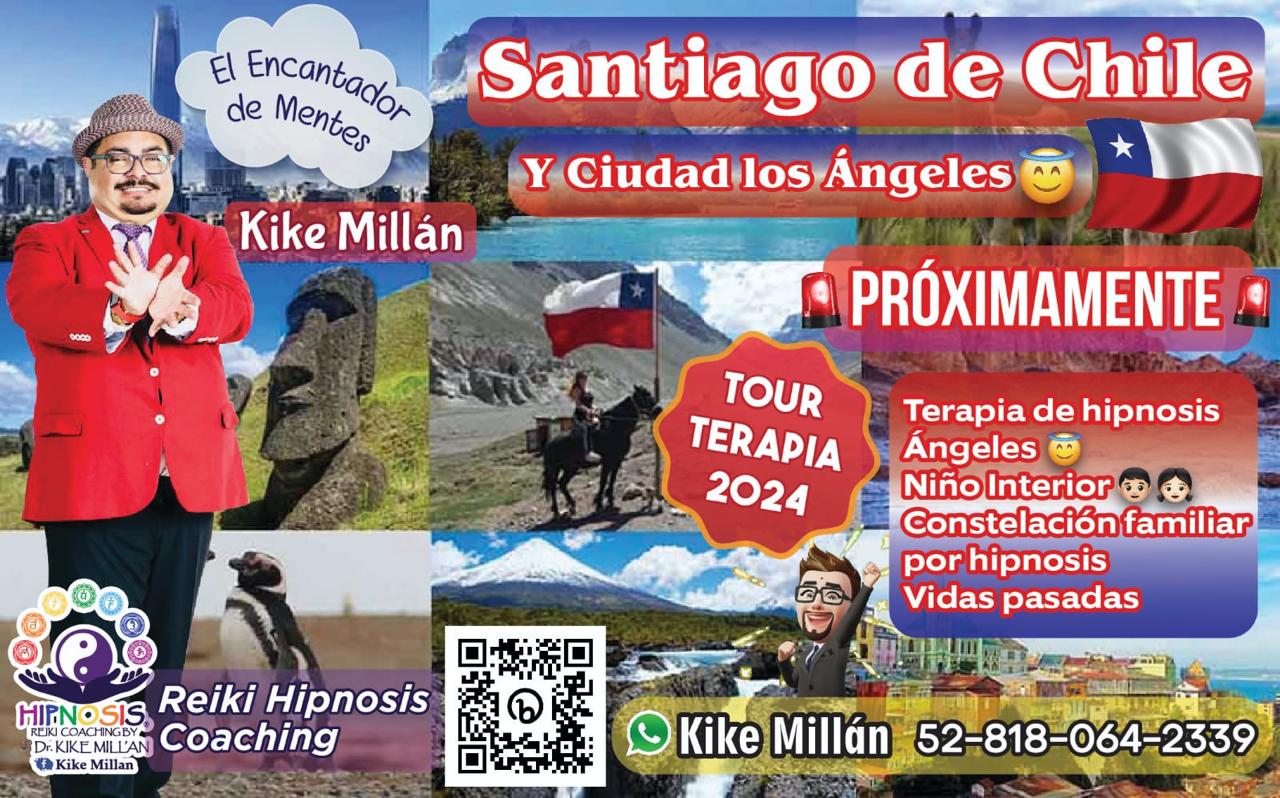 El Encantador
de Mentes
Kike Millán
Santiago de Chile
Y Ciudad los Ángeles
PRÓXIMAMENTE
TOUR
TERAPIA
2024
Terapia de hipnosis
Ángeles
Niño Interior
Constelación familiar
por hipnosis
Vidas pasadas
HIPNOSIS
REIKI COACHING BY
Dr. KIKE MILL'AN
Kike Millan
Reiki Hipnosis
Coaching
b
Kike Millán 52-818-064-2339